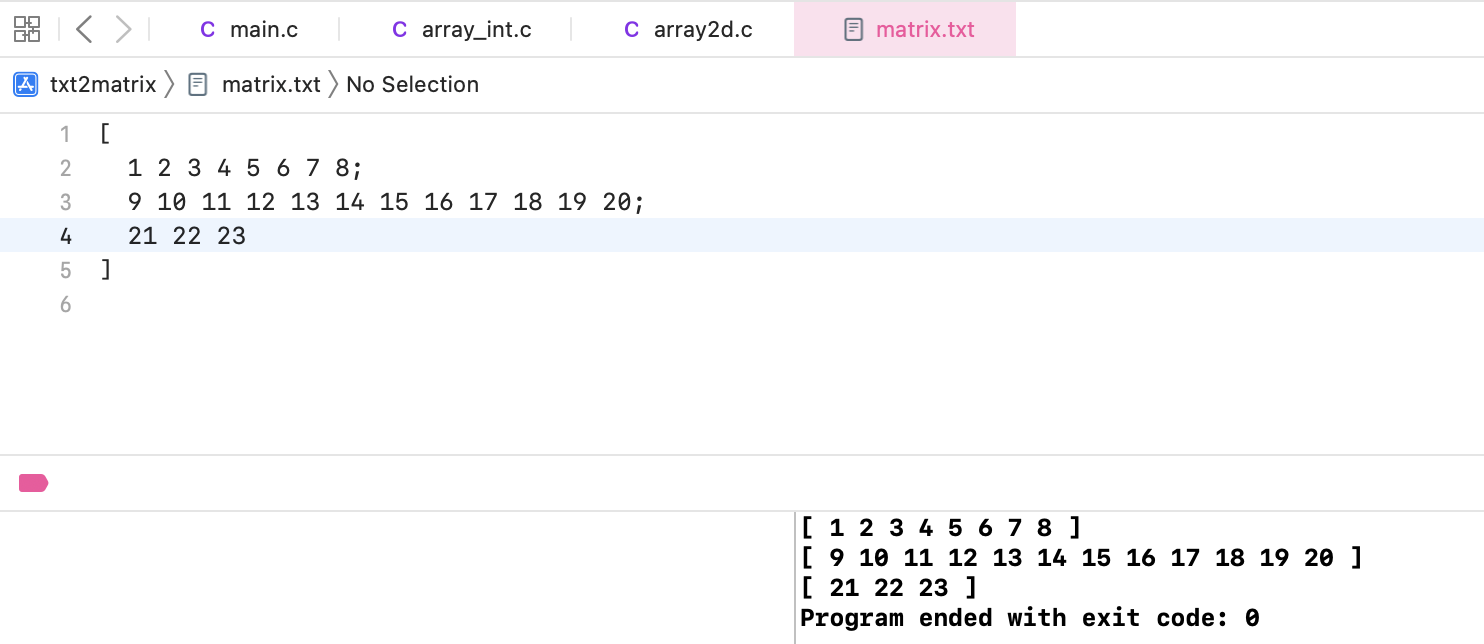 C main.c C array_int.c C array2d.c matrix.txt
txt2matrix matrix.txt No Selection
1 [
2 1 2 3 4 5 6 7 8;
3 9 10 11 12 13 14 15 16 17 18 19 20;
4 21 22 23
5 ]
6
[ 1 2 3 4 5 6 7 8 ]
[ 9 10 11 12 13 14 15 16 17 18 19 20 ]
[ 21 22 23 ]
Program ended with exit code: 0